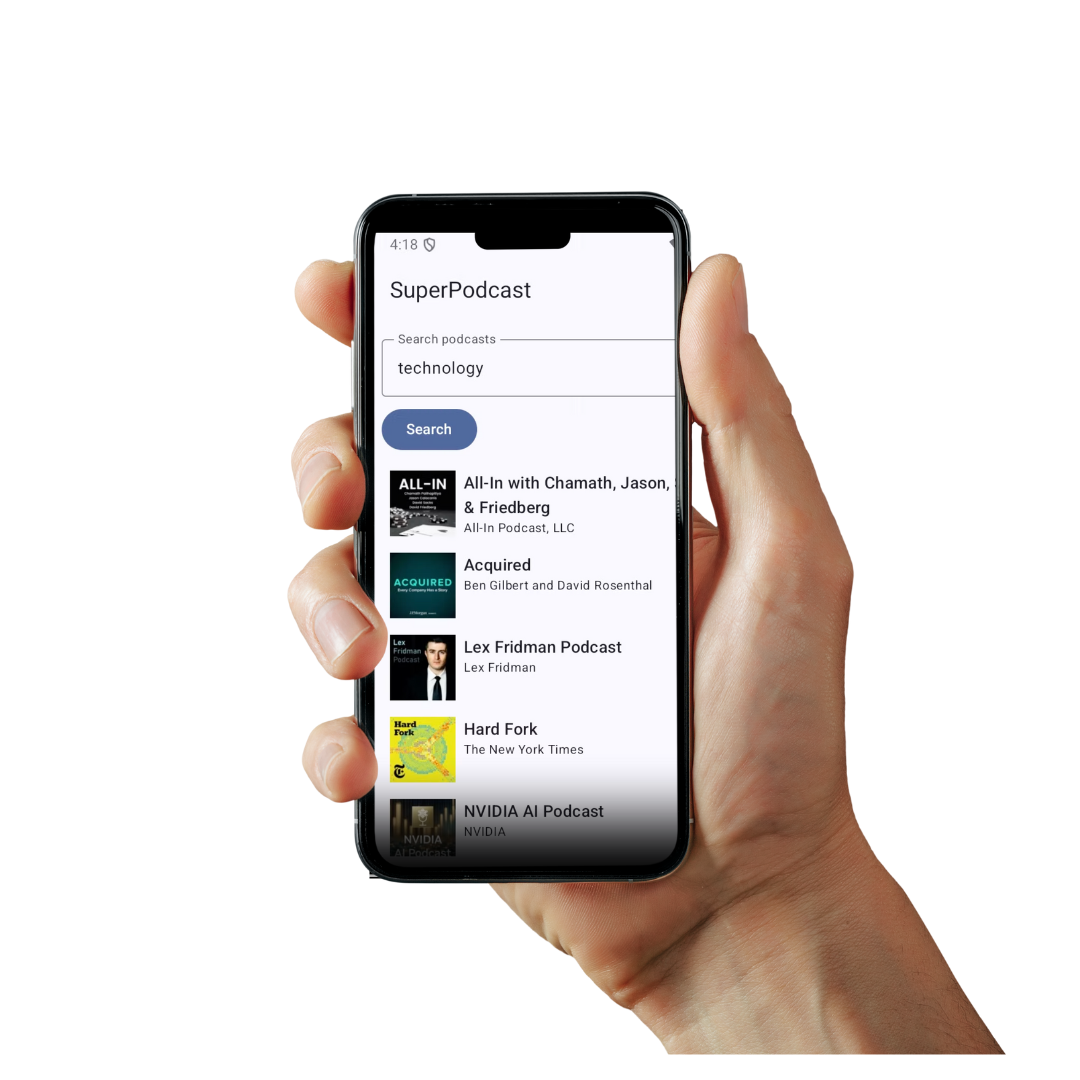 4:18
SuperPodcast
Search podcasts
technology
Search
ALL-IN
Chamath Palihapitiya
Jason Calacanis
David Sacks
David Friedberg
All-In with Chamath, Jason,
& Friedberg
All-In Podcast, LLC
ACQUIRED
Every Company Has a Story
Acquired
Ben Gilbert and David Rosenthal
Lex
Fridman
Podcast
Lex Fridman Podcast
Lex Fridman
Hard
Fork
T
Hard Fork
The New York Times
NVIDIA
AI Podcast
NVIDIA AI Podcast
NVIDIA